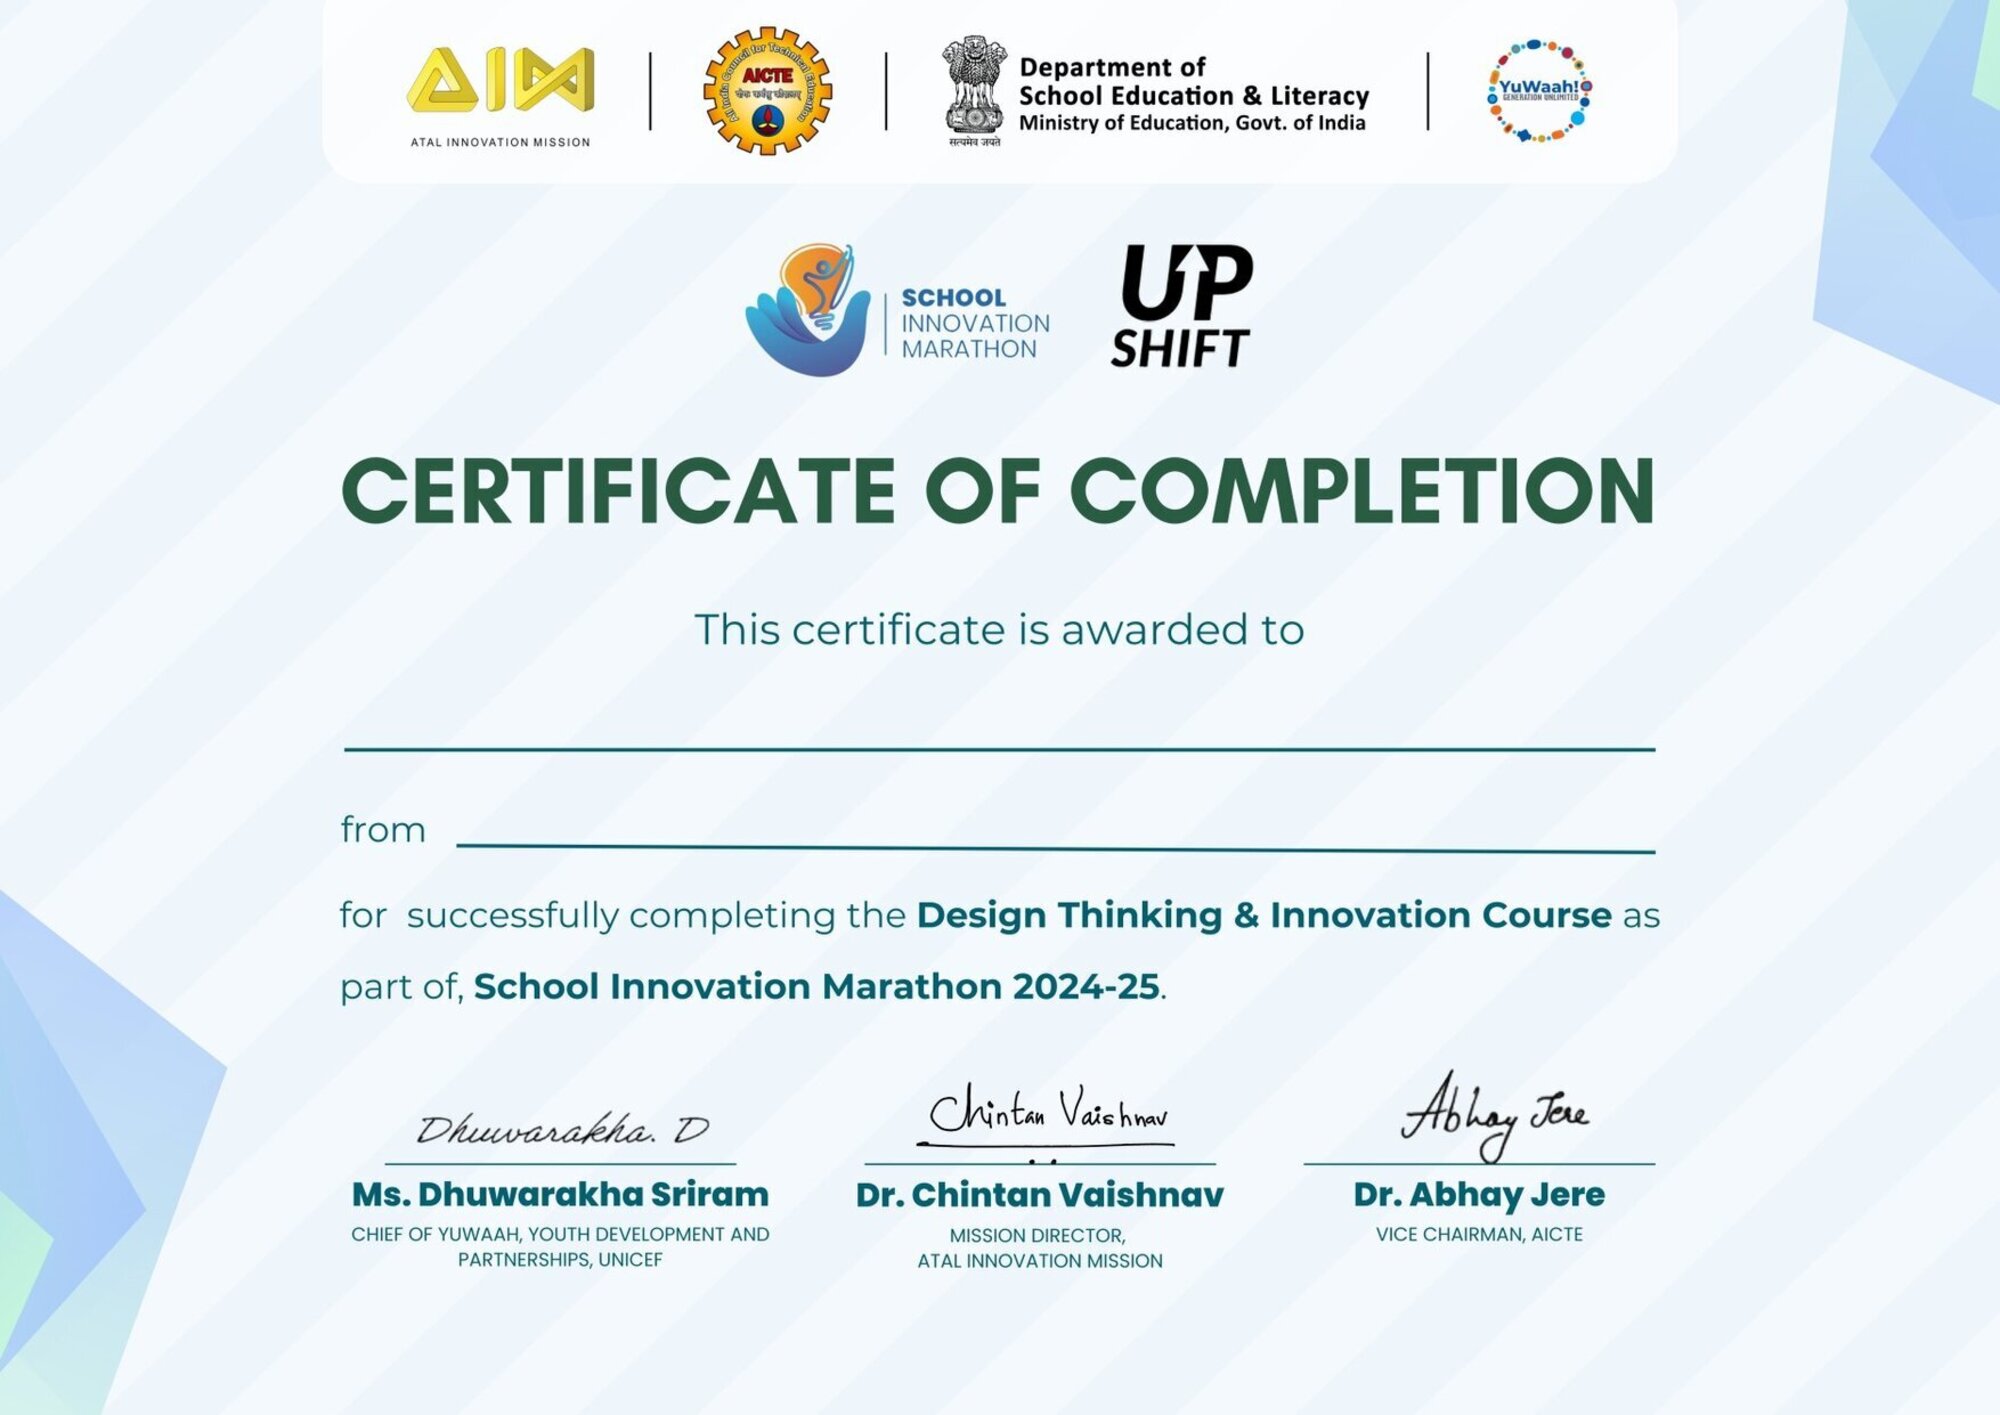 ATAL INNOVATION MISSION
All India Council for Technical Education
AICTE
योगः कर्मसु कौशलम्
सत्यमेव जयते
Department of
School Education & Literacy
Ministry of Education, Govt. of India
YuWaah!
GENERATION UNLIMITED
SCHOOL
INNOVATION
MARATHON
UP
SHIFT
CERTIFICATE OF COMPLETION
This certificate is awarded to
from
for successfully completing the Design Thinking & Innovation Course as
part of, School Innovation Marathon 2024-25.
Dhuwarakha. D
Chintan Vaishnav
Abhay Jere
Ms. Dhuwarakha Sriram
CHIEF OF YUWAAH, YOUTH DEVELOPMENT AND
PARTNERSHIPS, UNICEF
Dr. Chintan Vaishnav
MISSION DIRECTOR,
ATAL INNOVATION MISSION
Dr. Abhay Jere
VICE CHAIRMAN, AICTE